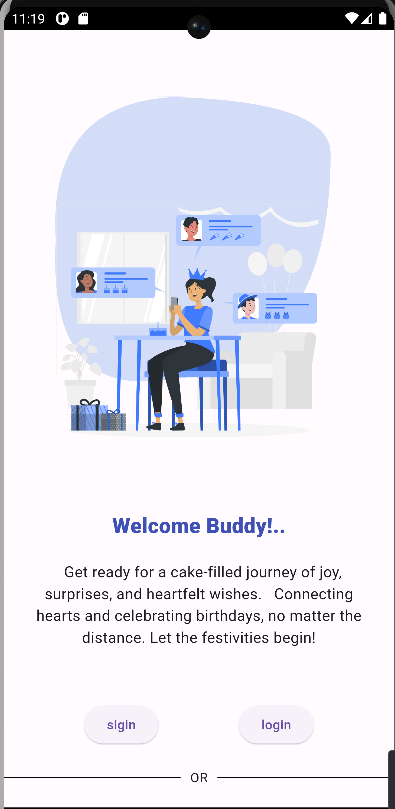 11:19
Welcome Buddy!..
Get ready for a cake-filled journey of joy,
surprises, and heartfelt wishes.   Connecting
hearts and celebrating birthdays, no matter the
distance. Let the festivities begin!
sigin login
OR